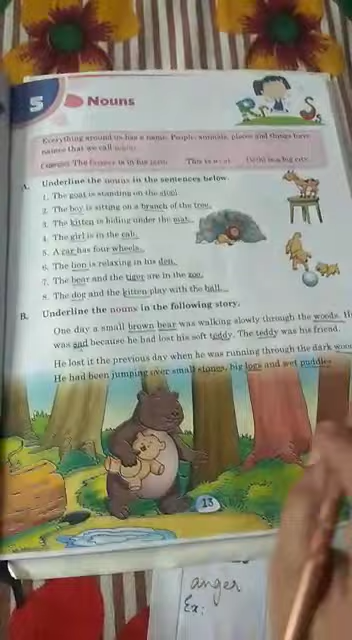 5 Nouns
Everything around us has a name. People, animals, places and things have
names that we call nouns.
Examples: The farmer is in his farm. This is a cat. Delhi is a big city.
A. Underline the nouns in the sentences below.
1. The goat is standing on the stool.
2. The boy is sitting on a branch of the tree.
3. The kitten is hiding under the mat.
4. The girl is in the cab.
5. A car has four wheels.
6. The lion is relaxing in his den.
7. The bear and the tiger are in the zoo.
8. The dog and the kitten play with the ball.
B. Underline the nouns in the following story.
One day a small brown bear was walking slowly through the woods. H
was sad because he had lost his soft teddy. The teddy was his friend.
He lost it the previous day when he was running through the dark
He had been jumping over small stones, big logs and wet puddles
13
anger
Ex: